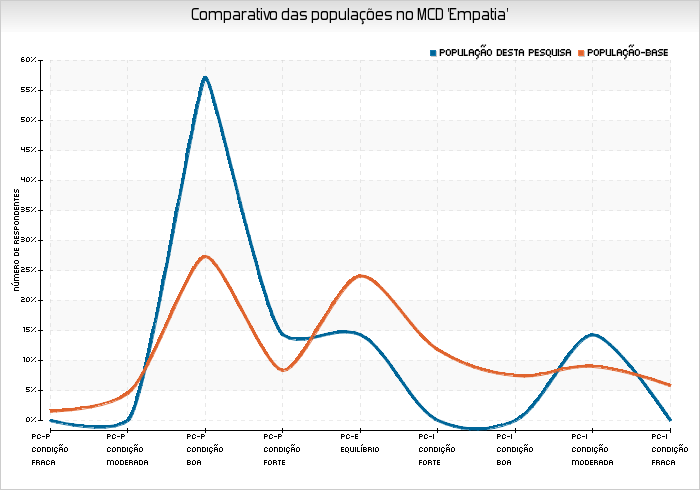 Comparativo das populações no MCD 'Empatia'
POPULAÇÃO DESTA PESQUISA
POPULAÇÃO-BASE
NÚMERO DE RESPONDENTES
60%
55%
50%
45%
40%
35%
30%
25%
20%
15%
10%
5%
0%
PC-P
CONDIÇÃO
FRACA
PC-P
CONDIÇÃO
MODERADA
PC-P
CONDIÇÃO
BOA
PC-P
CONDIÇÃO
FORTE
PC-E
EQUILÍBRIO
PC-I
CONDIÇÃO
FORTE
PC-I
CONDIÇÃO
BOA
PC-I
CONDIÇÃO
MODERADA
PC-I
CONDIÇÃO
FRACA